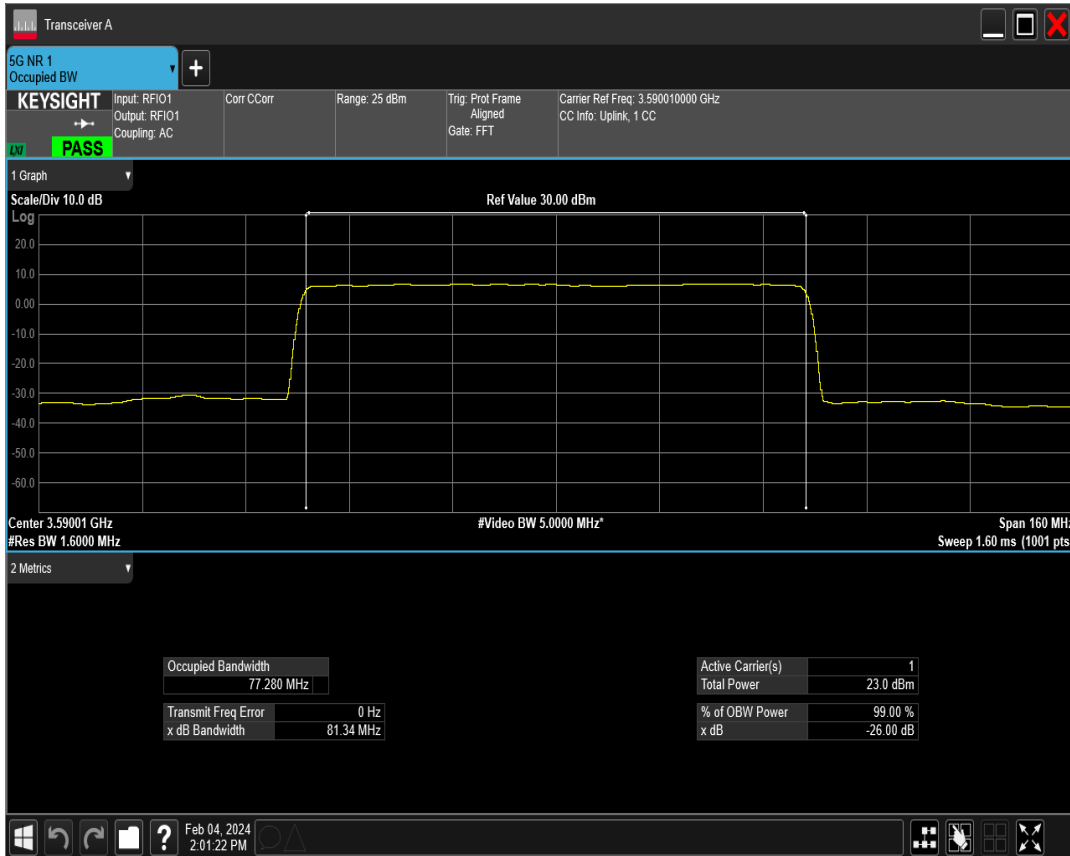 Transceiver A
5G NR 1
Occupied BW
+
KEYSIGHT
Input: RFIO1
Output: RFIO1
Coupling: AC
Corr CCorr
Range: 25 dBm
Trig: Prot Frame
Aligned
Gate: FFT
Carrier Ref Freq: 3.590010000 GHz
CC Info: Uplink, 1 CC
LXI
PASS
1 Graph
Scale/Div 10.0 dB
Ref Value 30.00 dBm
Log
20.0
10.0
0.00
-10.0
-20.0
-30.0
-40.0
-50.0
-60.0
Center 3.59001 GHz
#Video BW 5.0000 MHz*
Span 160 MHz
#Res BW 1.6000 MHz
Sweep 1.60 ms (1001 pts
2 Metrics
Occupied Bandwidth
77.280 MHz
Transmit Freq Error 0 Hz
x dB Bandwidth 81.34 MHz
Active Carrier(s) 1
Total Power 23.0 dBm
% of OBW Power 99.00 %
x dB -26.00 dB
?
Feb 04, 2024
2:01:22 PM